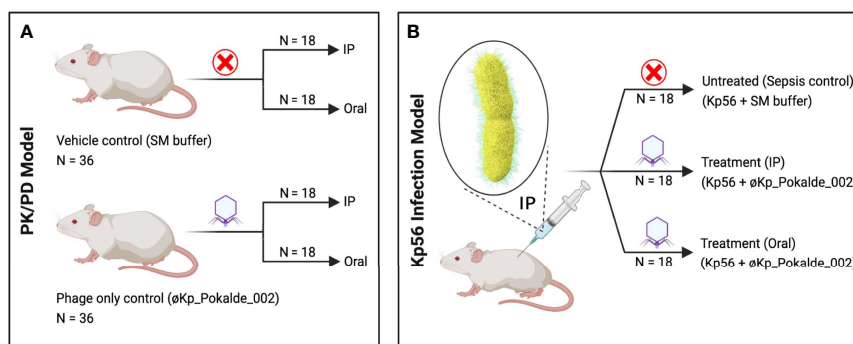 A
PK/PD Model
N = 18
IP
N = 18
Oral
Vehicle control (SM buffer)
N = 36
N = 18
IP
N = 18
Oral
Phage only control (øKp_Pokalde_002)
N = 36
B
Kp56 Infection Model
IP
N = 18
Untreated (Sepsis control)
(Kp56 + SM buffer)
N = 18
Treatment (IP)
(Kp56 + øKp_Pokalde_002
N = 18
Treatment (Oral)
(Kp56 + øKp_Pokalde_002)